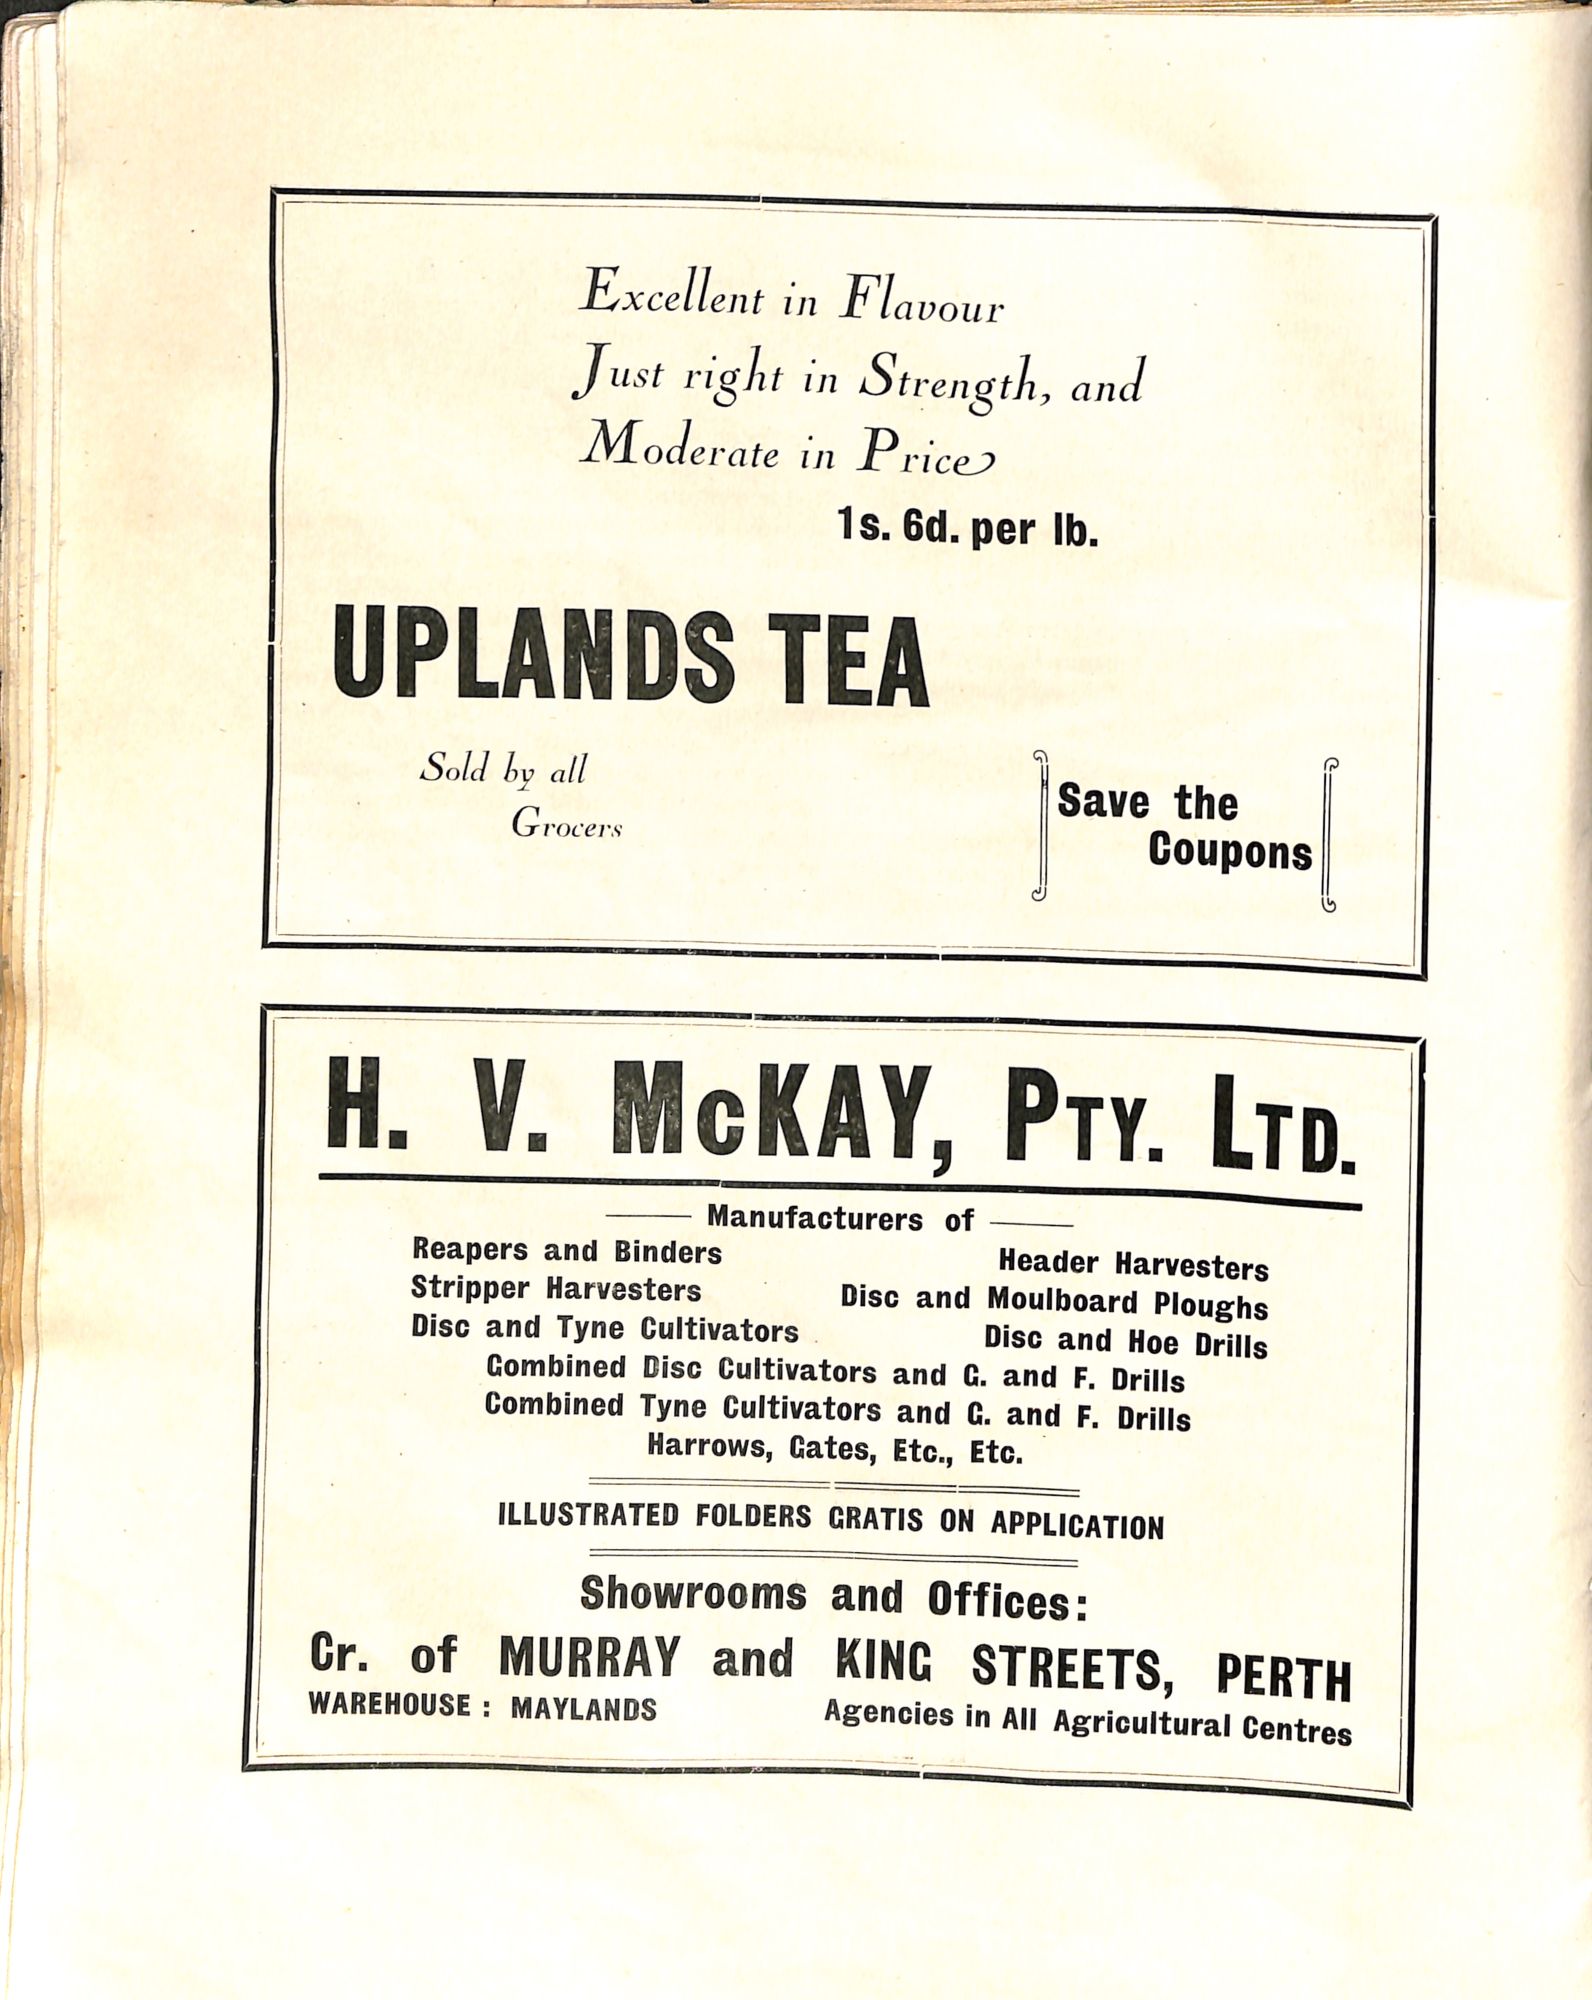 Excellent in Flavour
Just right in Strength, and
Moderate in Price
1s. 6d. per lb.
UPLANDS TEA
Sold by all
Grocers
Save the
Coupons
H. V. McKAY, PTY. LTD.
Manufacturers of
Reapers and Binders Header Harvesters
Stripper Harvesters Disc and Moulboard Ploughs
Disc and Tyne Cultivators Disc and Hoe Drills
Combined Disc Cultivators and G. and F. Drills
Combined Tyne Cultivators and G. and F. Drills
Harrows, Gates, Etc., Etc.
ILLUSTRATED FOLDERS GRATIS ON APPLICATION
Showrooms and Offices:
Cr. of MURRAY and KING STREETS, PERTH
WAREHOUSE : MAYLANDS Agencies in All Agricultural Centres